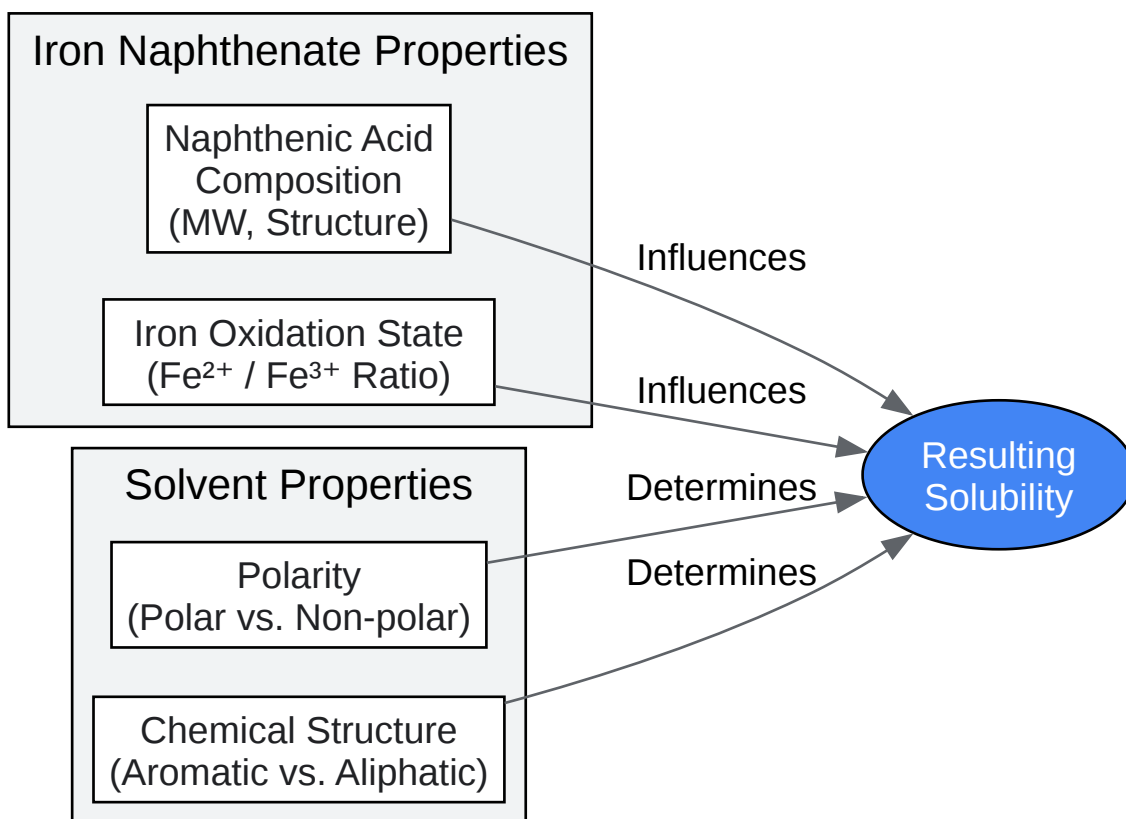 Iron Naphthenate Properties
Naphthenic Acid
Composition
(MW, Structure)
Influences
Iron Oxidation State
(Fe²⁺ / Fe³⁺ Ratio)
Influences
Resulting
Solubility
Solvent Properties
Determines
Polarity
(Polar vs. Non-polar)
Determines
Chemical Structure
(Aromatic vs. Aliphatic)